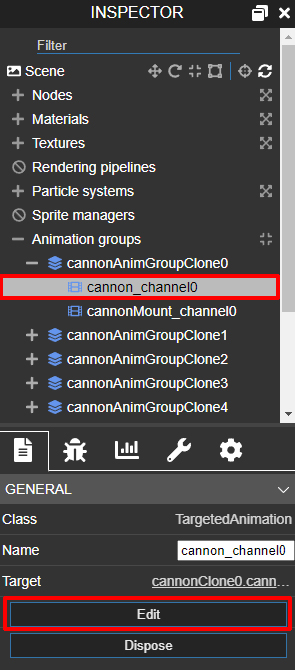 INSPECTOR
Filter
Scene
Nodes
Materials
Textures
Rendering pipelines
Particle systems
Sprite managers
Animation groups
cannonAnimGroupClone0
cannon_channel0
cannonMount_channel0
cannonAnimGroupClone1
cannonAnimGroupClone2
cannonAnimGroupClone3
cannonAnimGroupClone4
GENERAL
Class TargetedAnimation
Name cannon_channel0
Target cannonClone0.cann...
Edit
Dispose